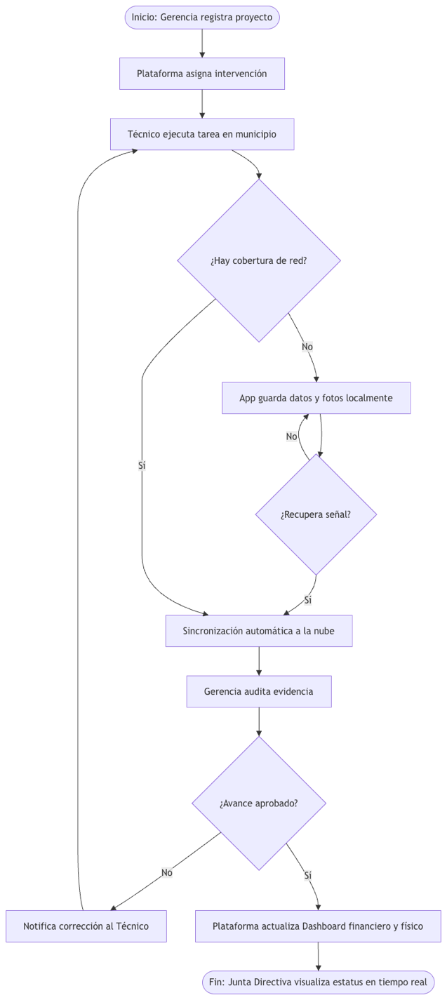 Inicio: Gerencia registra proyecto
Plataforma asigna intervención
Técnico ejecuta tarea en municipio
¿Hay cobertura de red?
No
App guarda datos y fotos localmente
No
Sí
¿Recupera señal?
Sí
Sincronización automática a la nube
Gerencia audita evidencia
¿Avance aprobado?
No
Sí
Notifica corrección al Técnico
Plataforma actualiza Dashboard financiero y físico
Fin: Junta Directiva visualiza estatus en tiempo real